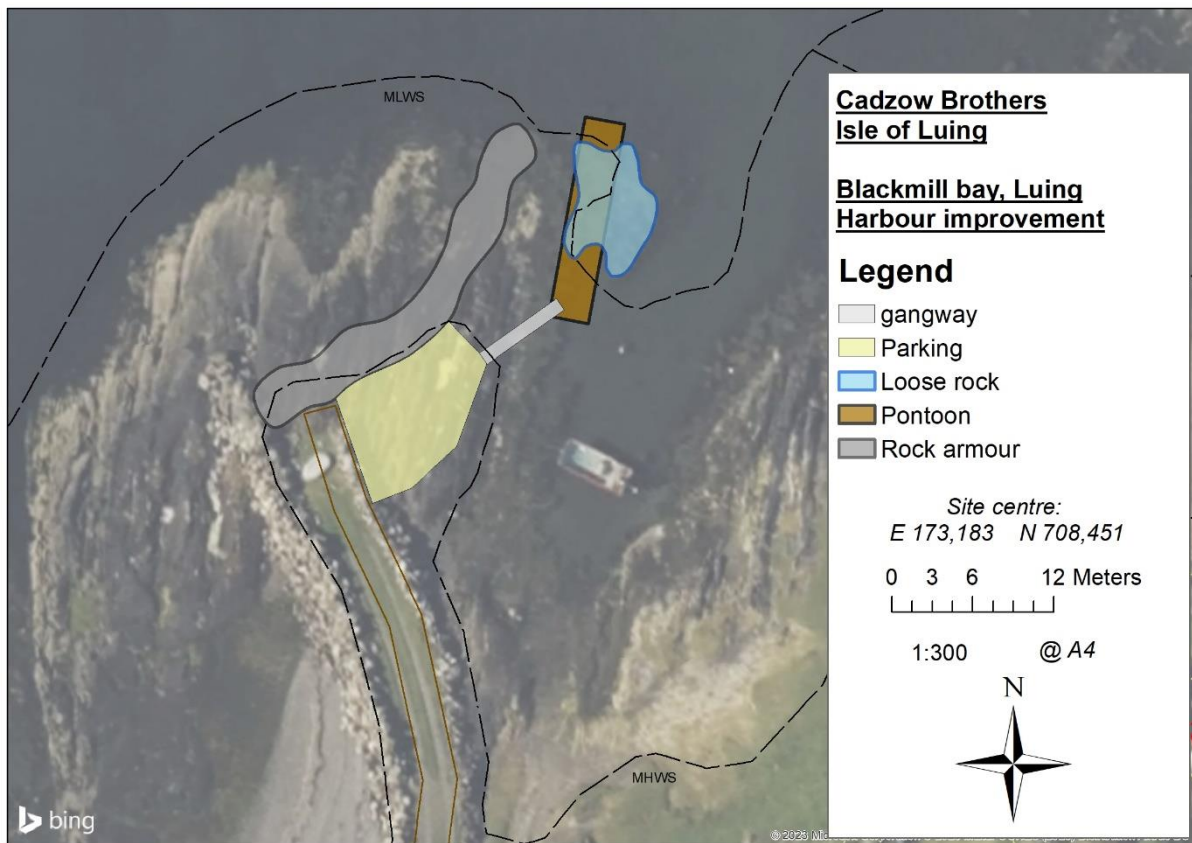 MLWS
MHWS
bing
Cadzow Brothers
Isle of Luing
Blackmill bay, Luing
Harbour improvement
Legend
gangway
Parking
Loose rock
Pontoon
Rock armour
Site centre:
E 173,183 N 708,451
0 3 6 12 Meters
1:300 @ A4
N
© 2023